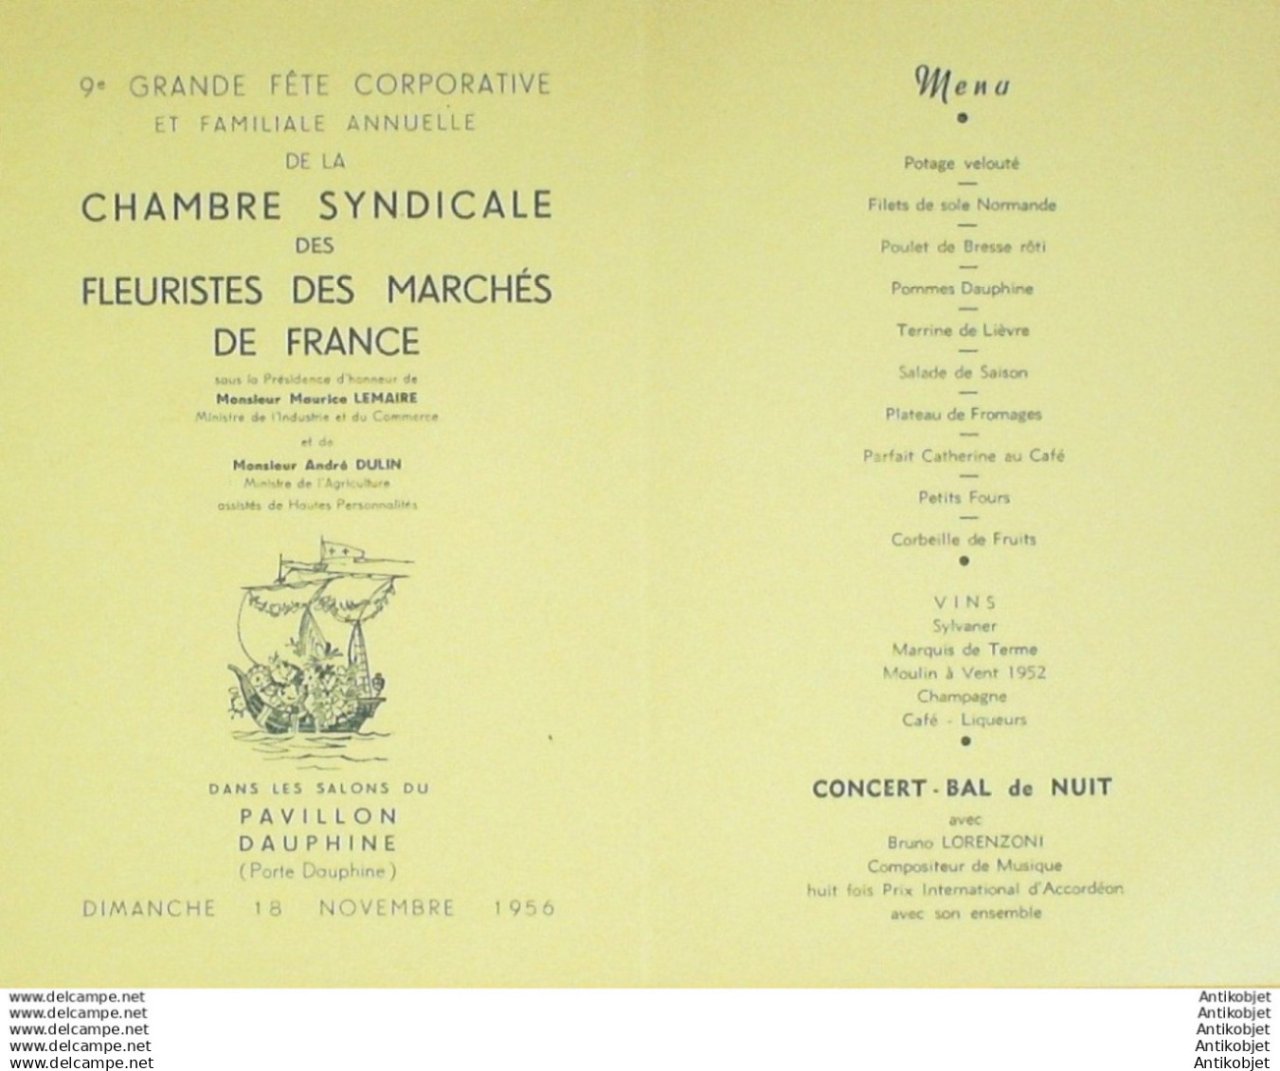 9e GRANDE FÊTE CORPORATIVE
ET FAMILIALE ANNUELLE
DE LA
CHAMBRE SYNDICALE
DES
FLEURISTES DES MARCHÉS
DE FRANCE
sous la Présidence d'honneur de
Monsieur Maurice LEMAIRE
Ministre de l'Industrie et du Commerce
et de
Monsieur André DULIN
Ministre de l'Agriculture
assistés de Hautes Personnalités
DANS LES SALONS DU
PAVILLON
DAUPHINE
(Porte Dauphine)
DIMANCHE 18 NOVEMBRE 1956
Menu
Potage velouté
Filets de sole Normande
Poulet de Bresse rôti
Pommes Dauphine
Terrine de Lièvre
Salade de Saison
Plateau de Fromages
Parfait Catherine au Café
Petits Fours
Corbeille de Fruits
VINS
Sylvaner
Marquis de Terme
Moulin à Vent 1952
Champagne
Café - Liqueurs
CONCERT - BAL de NUIT
avec
Bruno LORENZONI
Compositeur de Musique
huit fois Prix International d'Accordéon
avec son ensemble
www.delcampe.net
www.delcampe.net
www.delcampe.net
www.delcampe.net
www.delcampe.net
Antikobjet
Antikobjet
Antikobjet
Antikobjet
Antikobjet